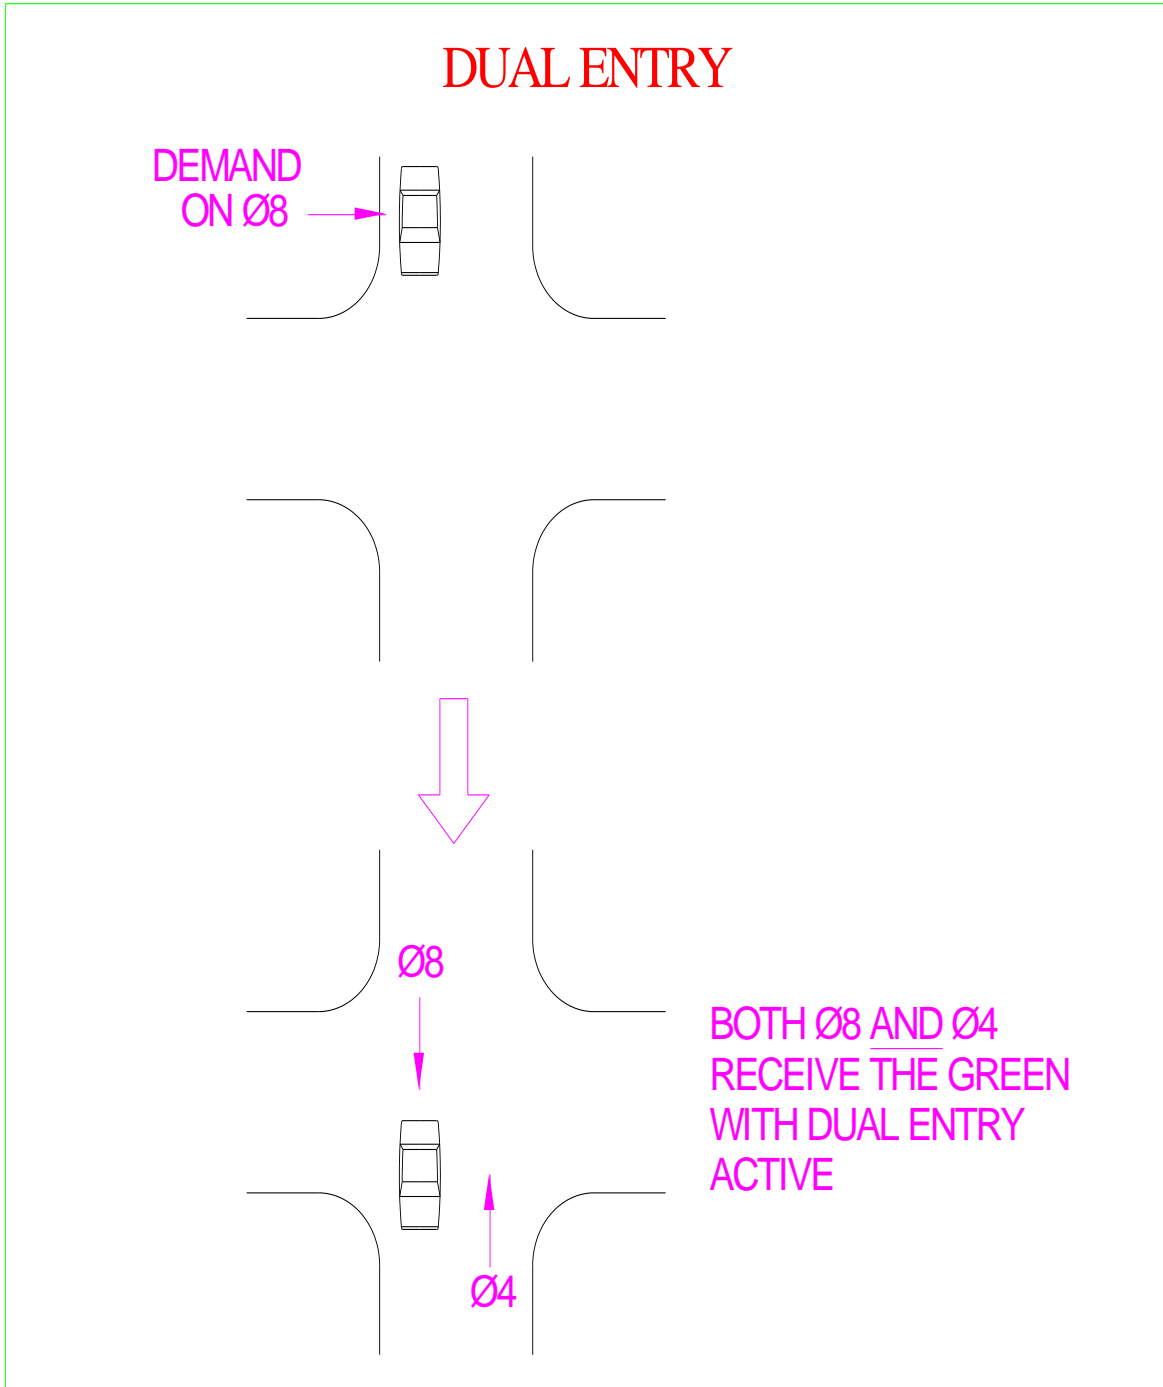 DUAL ENTRY
DEMAND
ON Ø8
Ø8
BOTH Ø8 AND Ø4
RECEIVE THE GREEN
WITH DUAL ENTRY
ACTIVE
Ø4